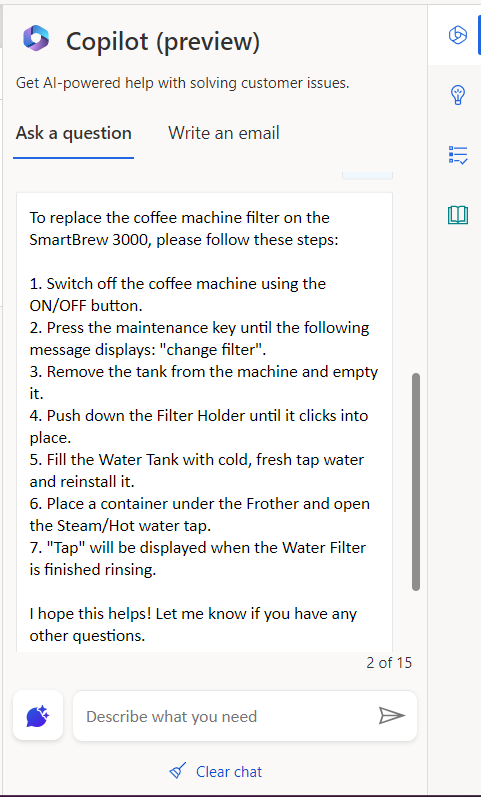 Copilot (preview)
Get AI-powered help with solving customer issues.
Ask a question Write an email
To replace the coffee machine filter on the
SmartBrew 3000, please follow these steps:
1. Switch off the coffee machine using the
ON/OFF button.
2. Press the maintenance key until the following
message displays: "change filter".
3. Remove the tank from the machine and empty
it.
4. Push down the Filter Holder until it clicks into
place.
5. Fill the Water Tank with cold, fresh tap water
and reinstall it.
6. Place a container under the Frother and open
the Steam/Hot water tap.
7. "Tap" will be displayed when the Water Filter
is finished rinsing.
I hope this helps! Let me know if you have any
other questions.
2 of 15
Describe what you need
Clear chat